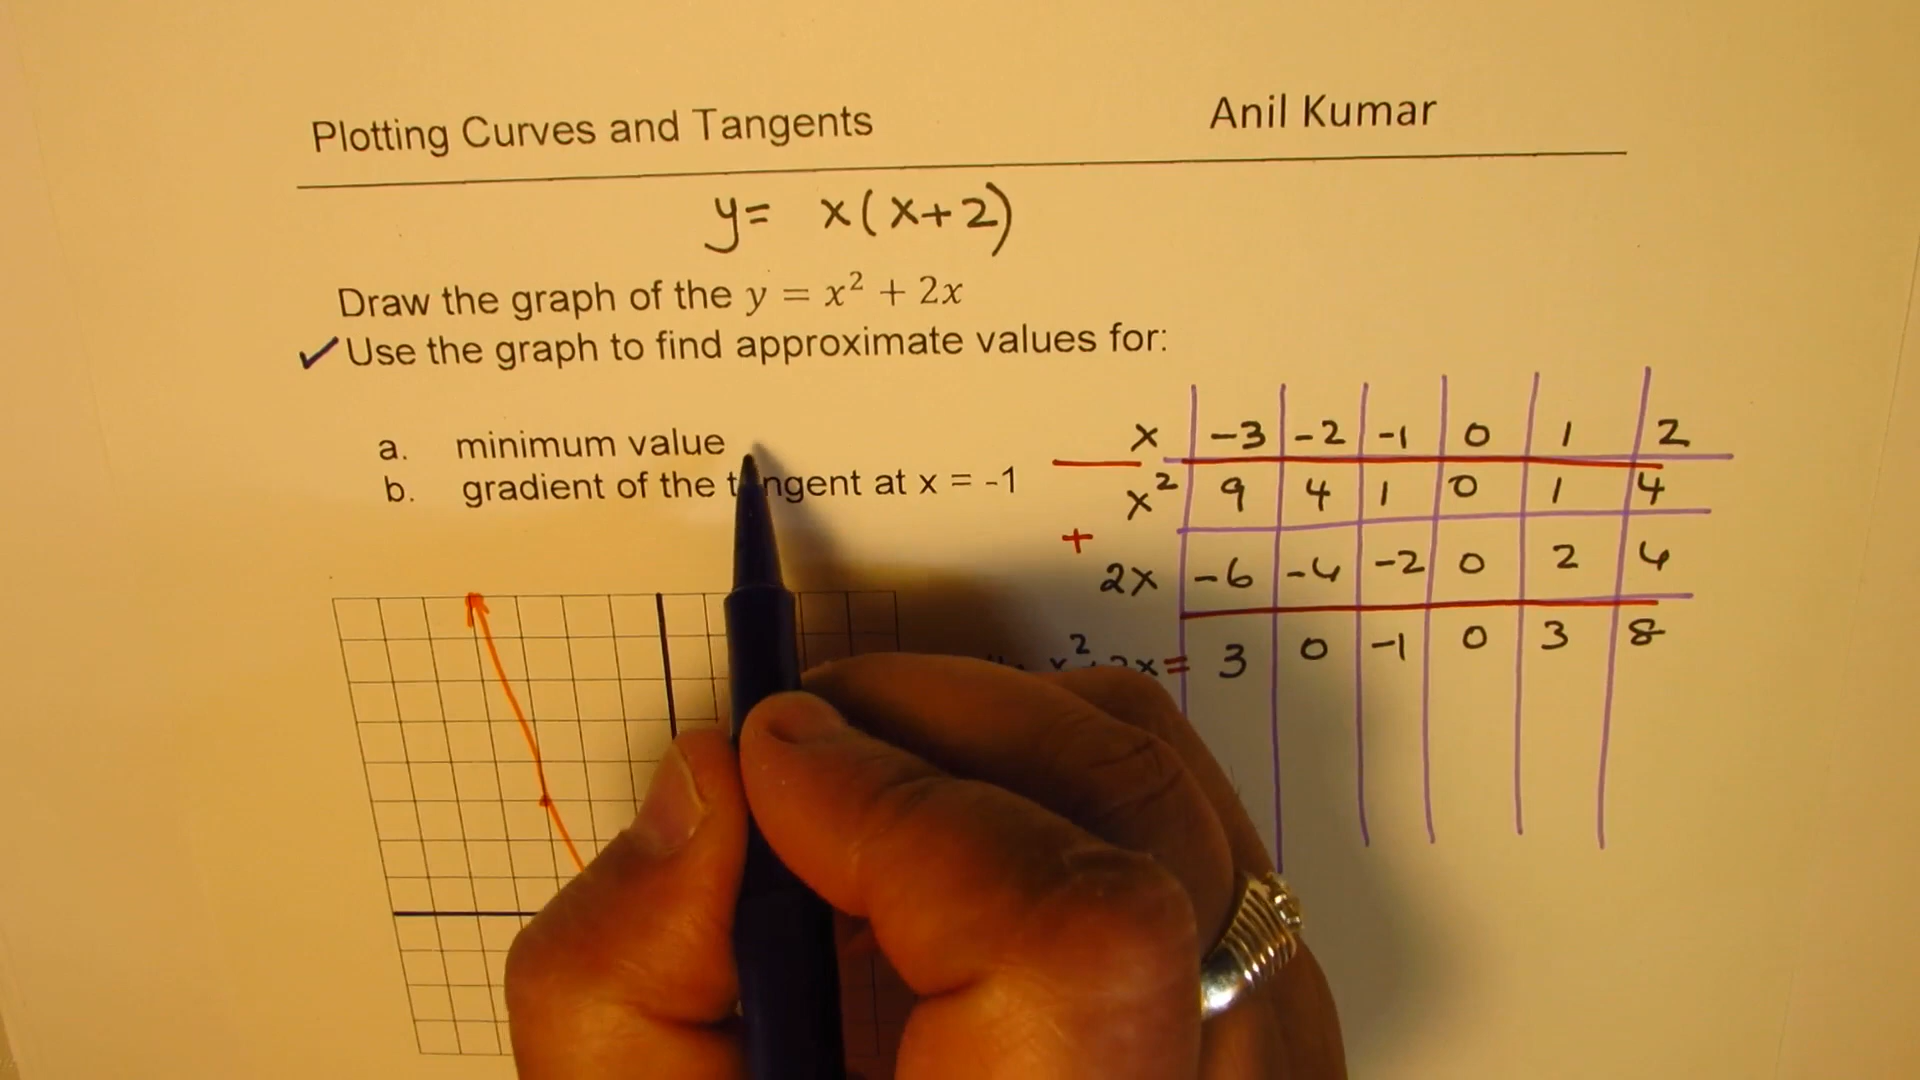 Plotting Curves and Tangents Anil Kumar
y= x(x+2)
Draw the graph of the y = x² + 2x
✓Use the graph to find approximate values for:
a. minimum value
b. gradient of the tangent at x = -1
x -3 -2 -1 0 1 2
x² 9 4 1 0 1 4
+
2x -6 -4 -2 0 2 4
= 3 0 -1 0 3 8